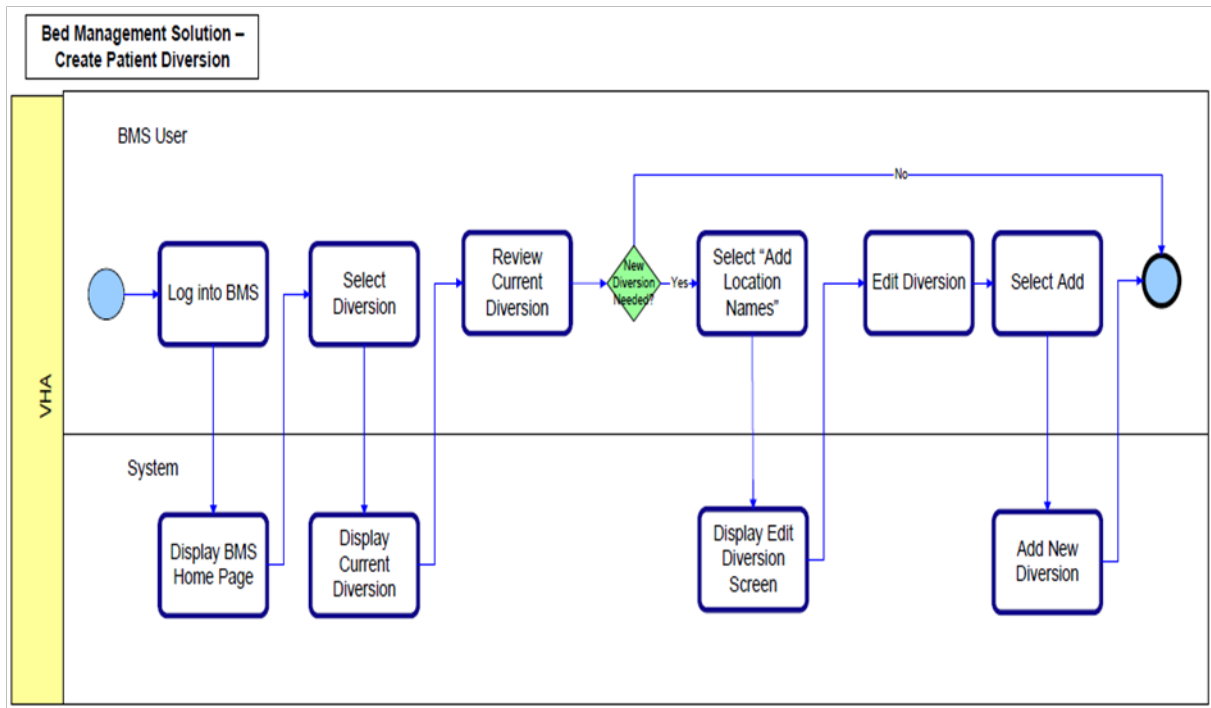 Bed Management Solution –
Create Patient Diversion
VHA
BMS User
No
Log into BMS
Select
Diversion
Review
Current
Diversion
New
Diversion
Needed?
Yes
Select “Add
Location
Names”
Edit Diversion
Select Add
System
Display BMS
Home Page
Display
Current
Diversion
Display Edit
Diversion
Screen
Add New
Diversion